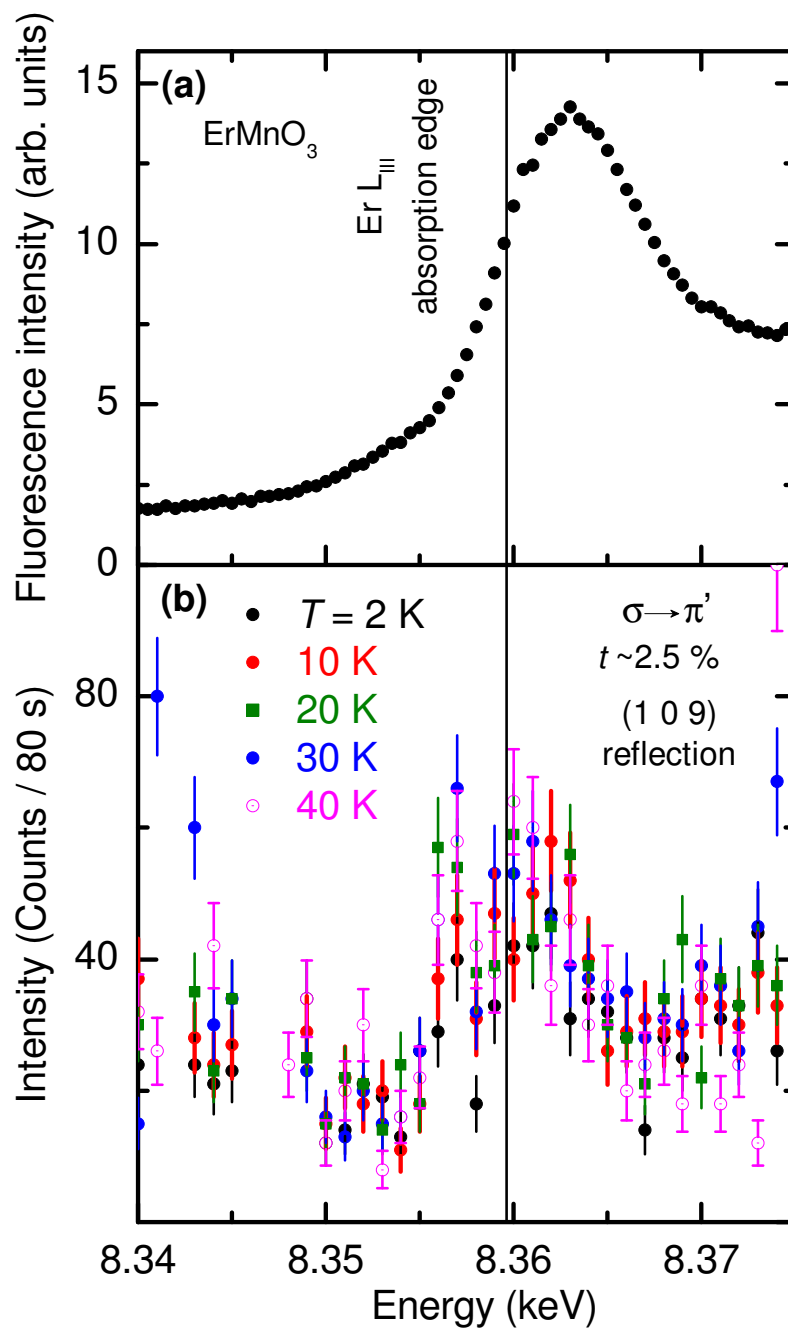 (a)
ErMnO₃
Er L_III
absorption edge
Fluorescence intensity (arb. units)
15
10
5
0
(b)
T = 2 K
10 K
20 K
30 K
40 K
σ→π’
t ~2.5 %
(1 0 9)
reflection
Intensity (Counts / 80 s)
80
40
8.34
8.35
8.36
8.37
Energy (keV)